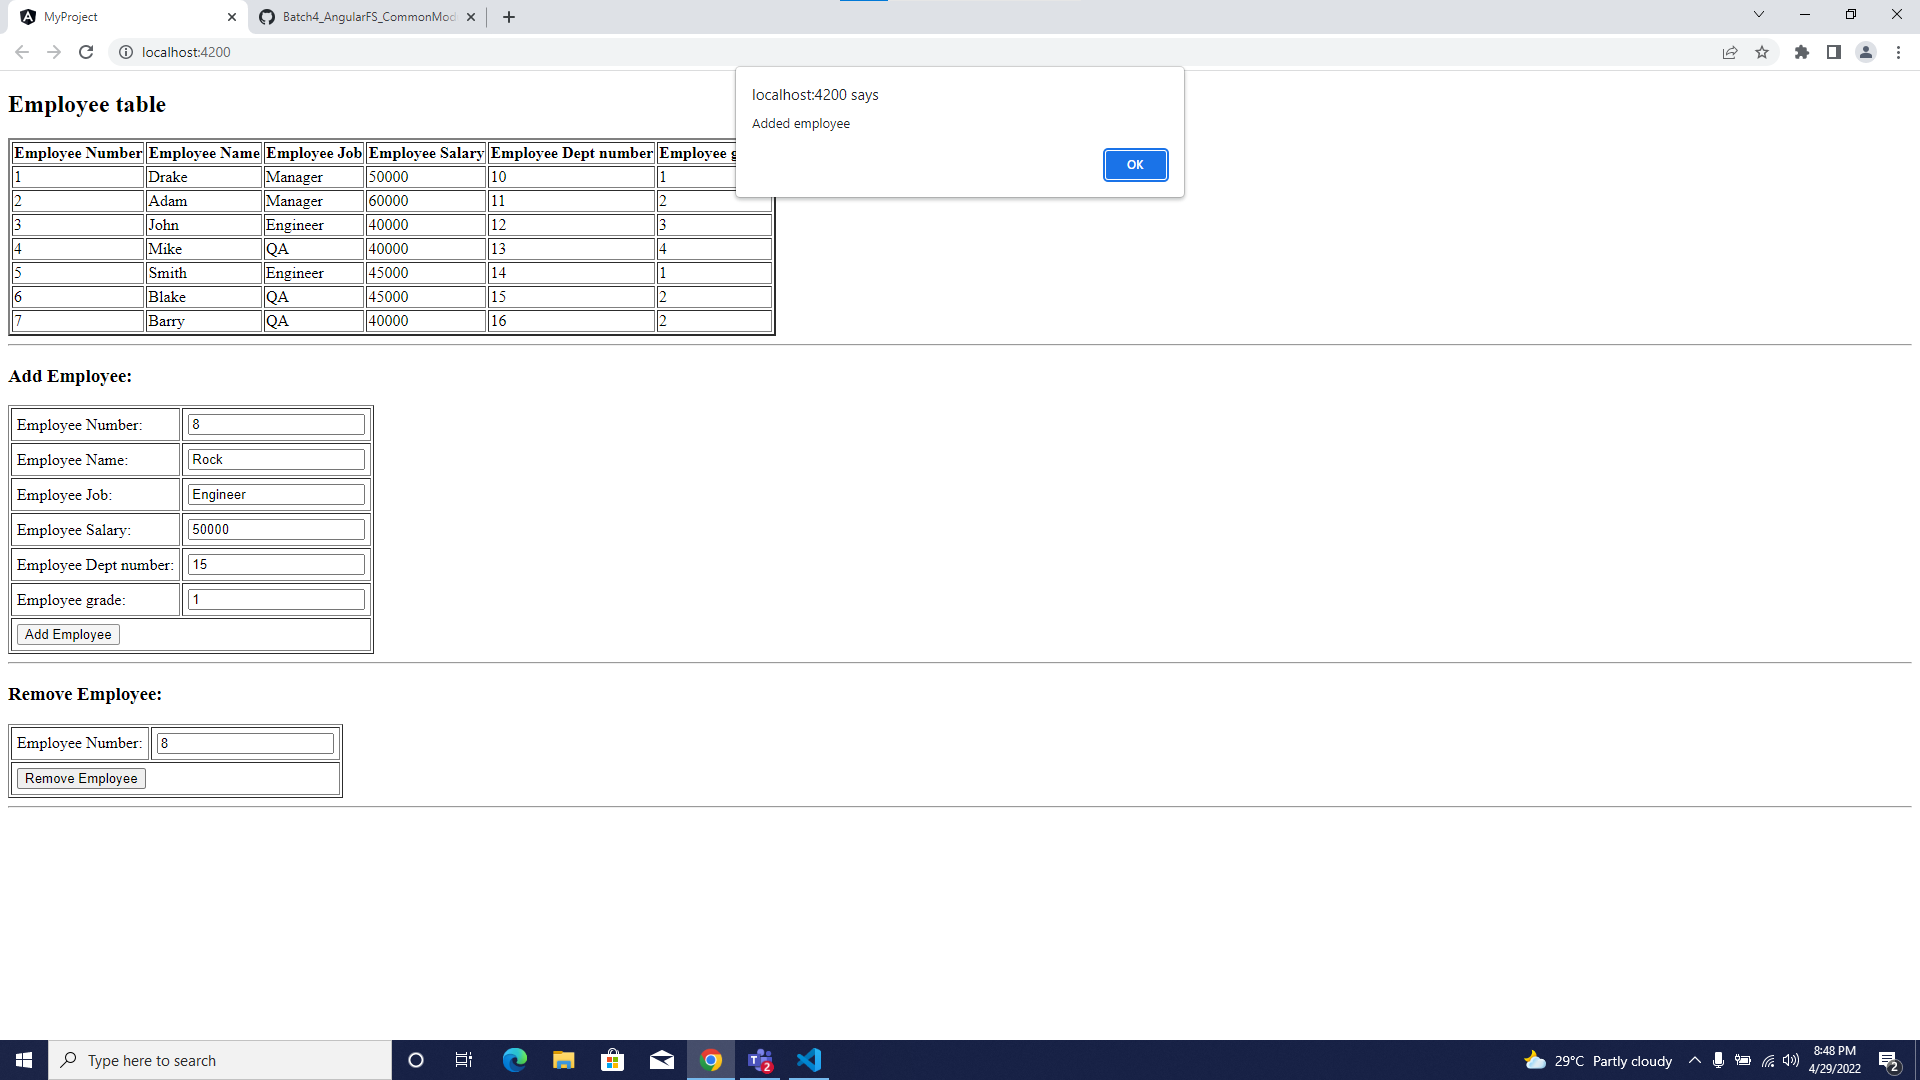 MyProject
Batch4_AngularFS_CommonMod
localhost:4200
localhost:4200 says
Added employee
OK
Employee table
Employee Number Employee Name Employee Job Employee Salary Employee Dept number Employee g
1 Drake Manager 50000 10 1
2 Adam Manager 60000 11 2
3 John Engineer 40000 12 3
4 Mike QA 40000 13 4
5 Smith Engineer 45000 14 1
6 Blake QA 45000 15 2
7 Barry QA 40000 16 2
Add Employee:
Employee Number: 8
Employee Name: Rock
Employee Job: Engineer
Employee Salary: 50000
Employee Dept number: 15
Employee grade: 1
Add Employee
Remove Employee:
Employee Number: 8
Remove Employee
Type here to search
T 2
29°C Partly cloudy
8:48 PM
4/29/2022
2